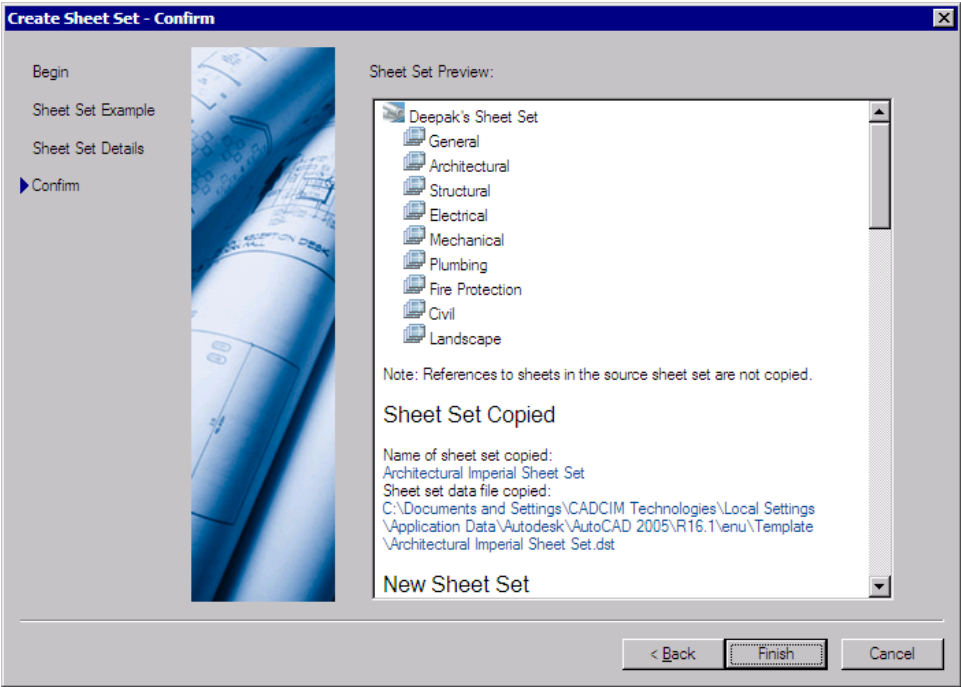 Create Sheet Set - Confirm
Begin
Sheet Set Example
Sheet Set Details
Confirm
Sheet Set Preview:
Deepak's Sheet Set
General
Architectural
Structural
Electrical
Mechanical
Plumbing
Fire Protection
Civil
Landscape
Note: References to sheets in the source sheet set are not copied.
Sheet Set Copied
Name of sheet set copied:
Architectural Imperial Sheet Set
Sheet set data file copied:
C:\Documents and Settings\CADCIM Technologies\Local Settings
\Application Data\Autodesk\AutoCAD 2005\R16.1\enu\Template
\Architectural Imperial Sheet Set.dst
New Sheet Set
< Back
Finish
Cancel